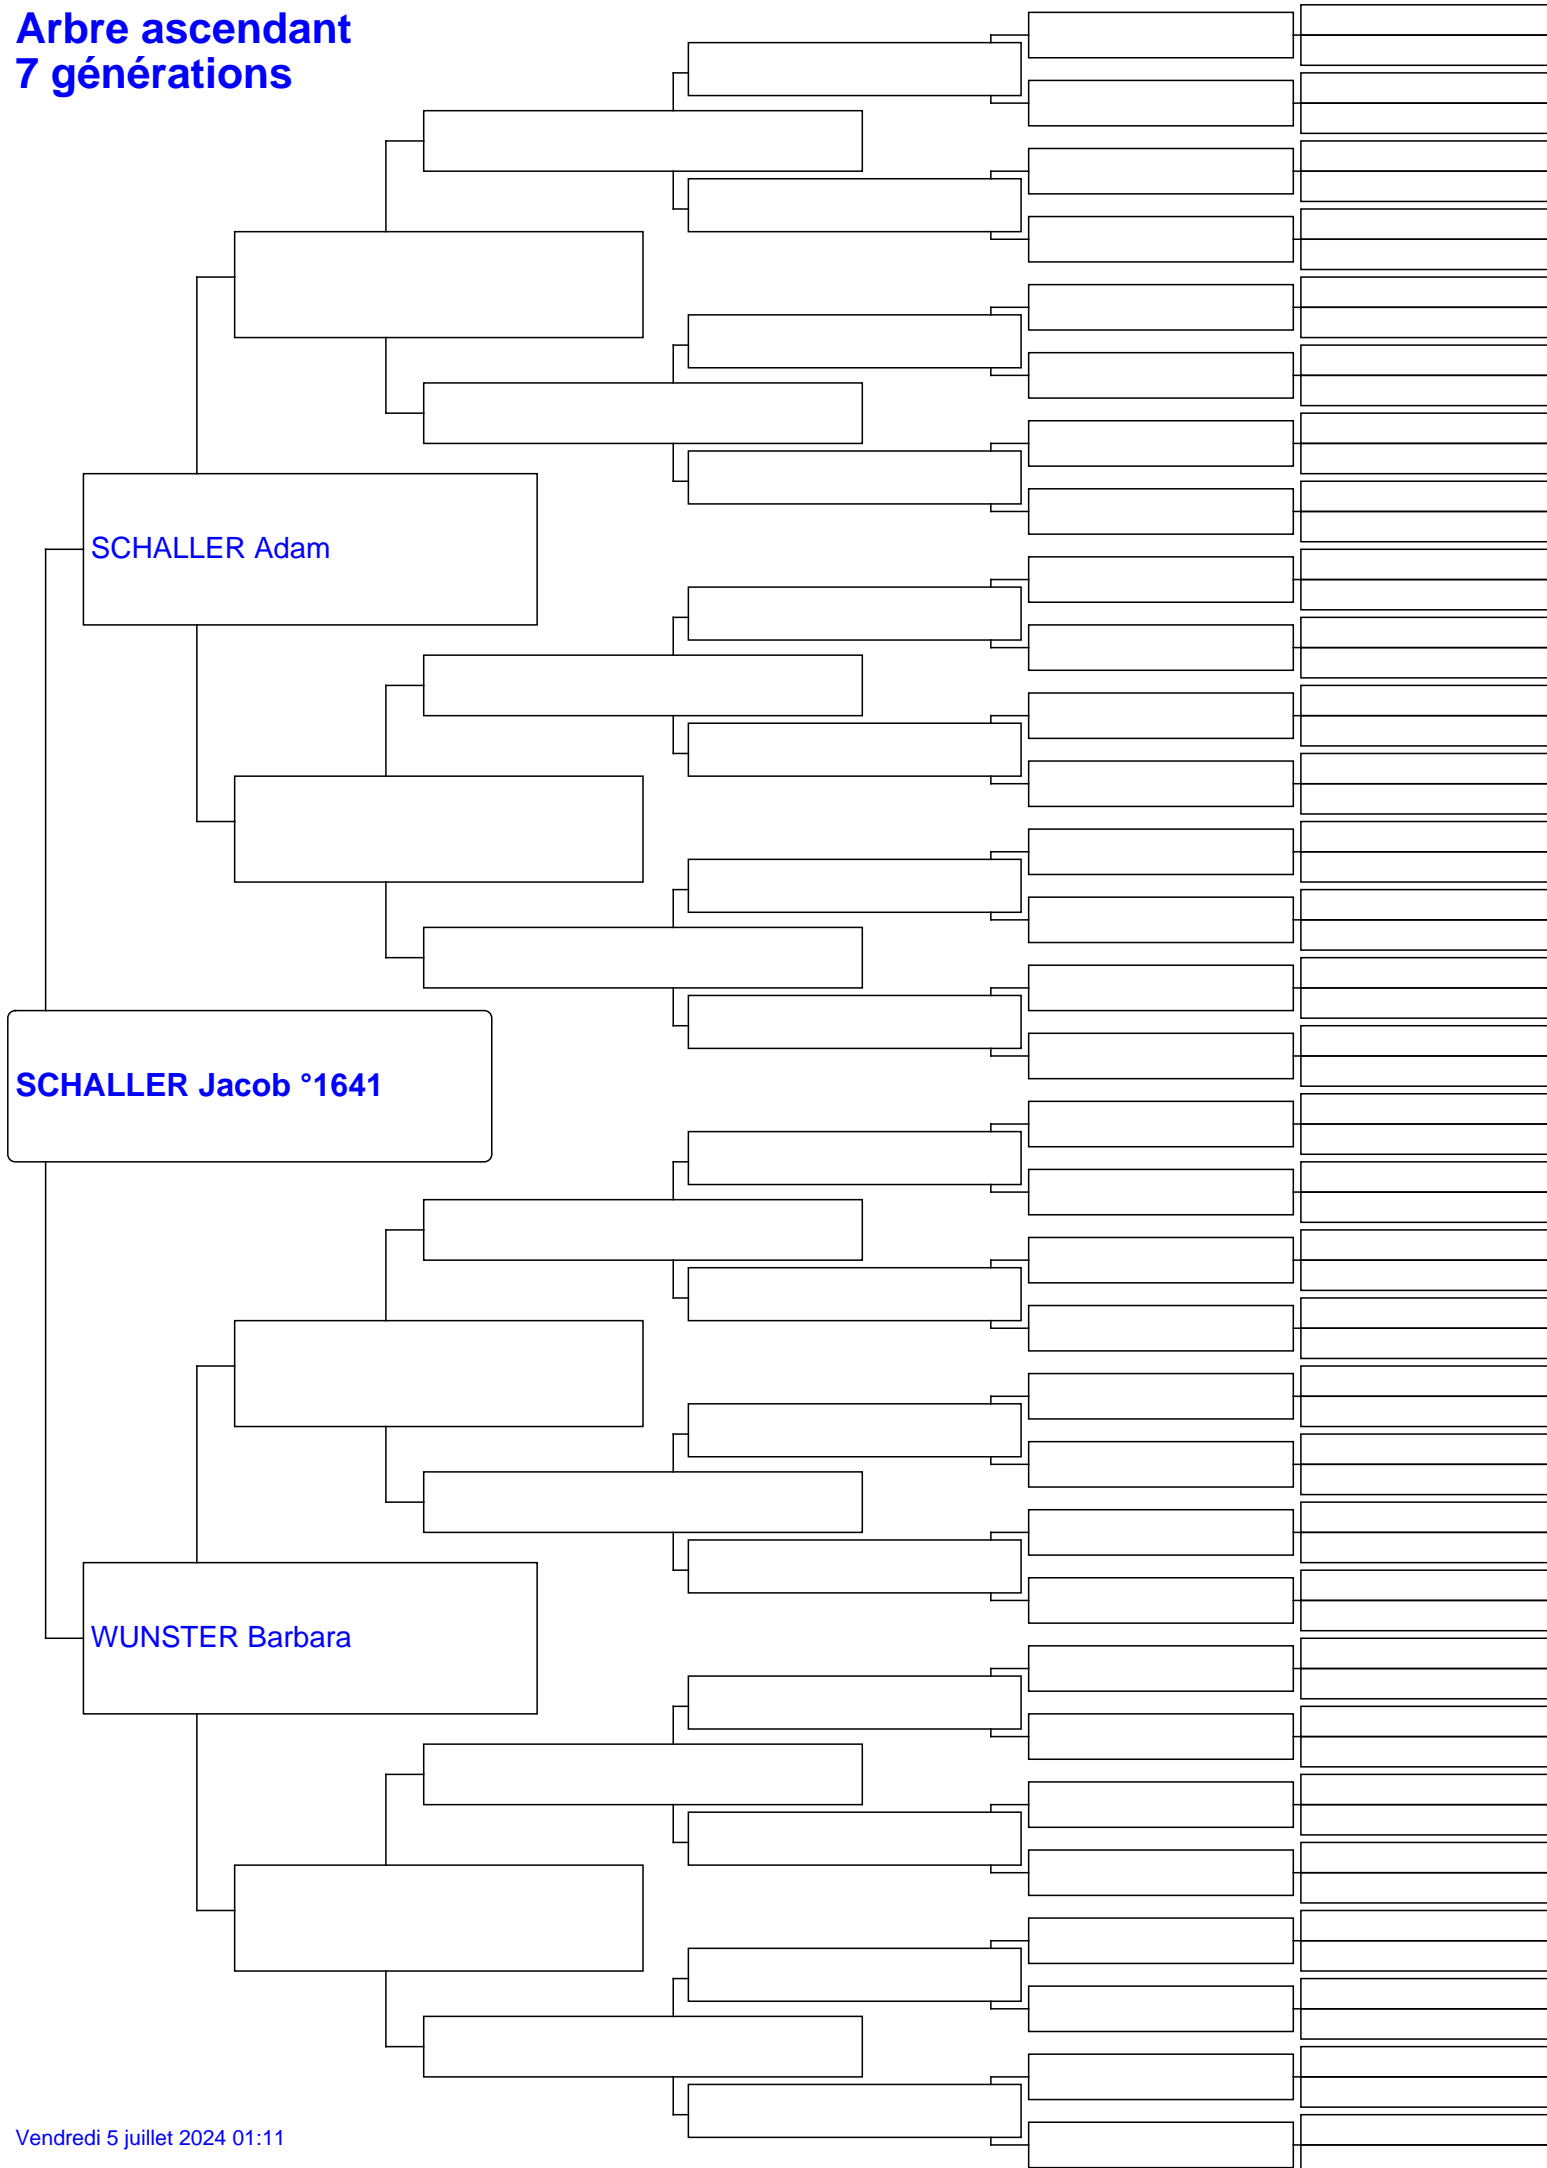 Arbre ascendant
7 générations
SCHALLER Adam
SCHALLER Jacob °1641
WUNSTER Barbara
Vendredi 5 juillet 2024 01:11